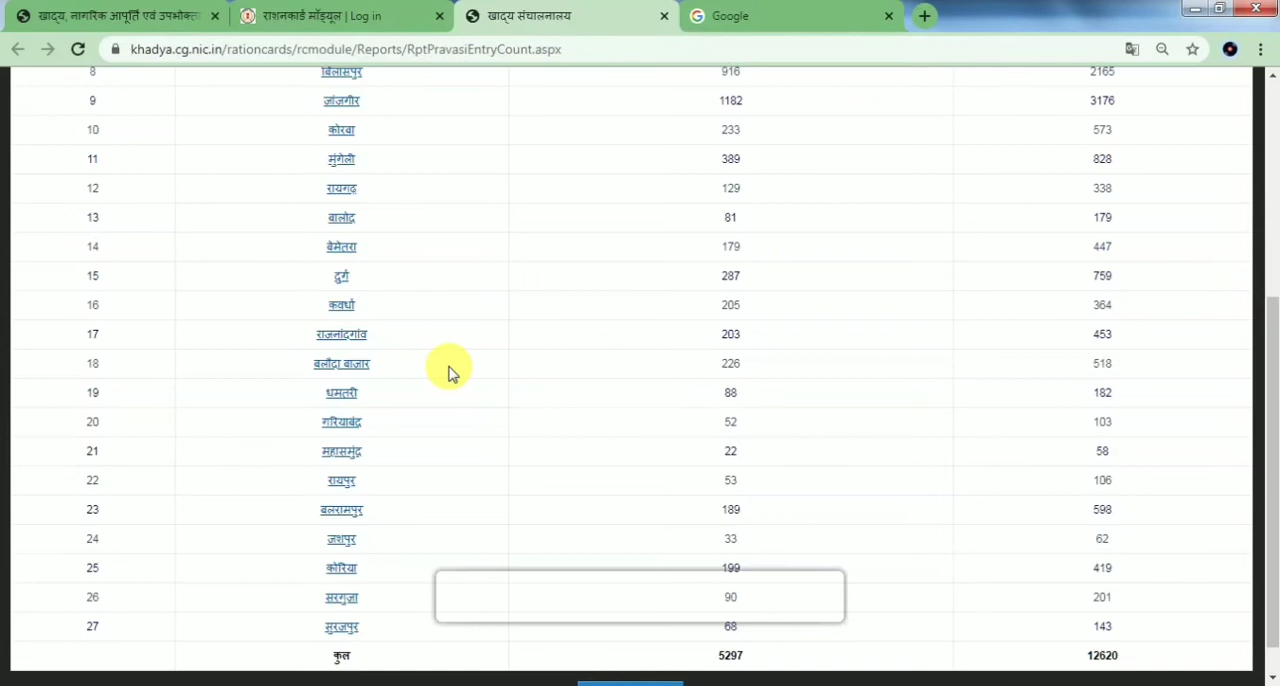 खाद्य, नागरिक आपूर्ति एवं उपभोक्ता
राशनकार्ड मॉड्यूल | Log in
खाद्य संचालनालय
Google
khadya.cg.nic.in/rationcards/rcmodule/Reports/RptPravasiEntryCount.aspx
8 बिलासपुर 916 2165
9 जांजगीर 1182 3176
10 कोरबा 233 573
11 मुंगेली 389 828
12 रायगढ़ 129 338
13 बालोद 81 179
14 बेमेतरा 179 447
15 दुर्ग 287 759
16 कवर्धा 205 364
17 राजनांदगांव 203 453
18 बलौदा बाजार 226 518
19 धमतरी 88 182
20 गरियाबंद 52 103
21 महासमुंद 22 58
22 रायपुर 53 106
23 बलरामपुर 189 598
24 जशपुर 33 62
25 कोरिया 199 419
26 सरगुजा 90 201
27 सुरजपुर 68 143
कुल 5297 12620